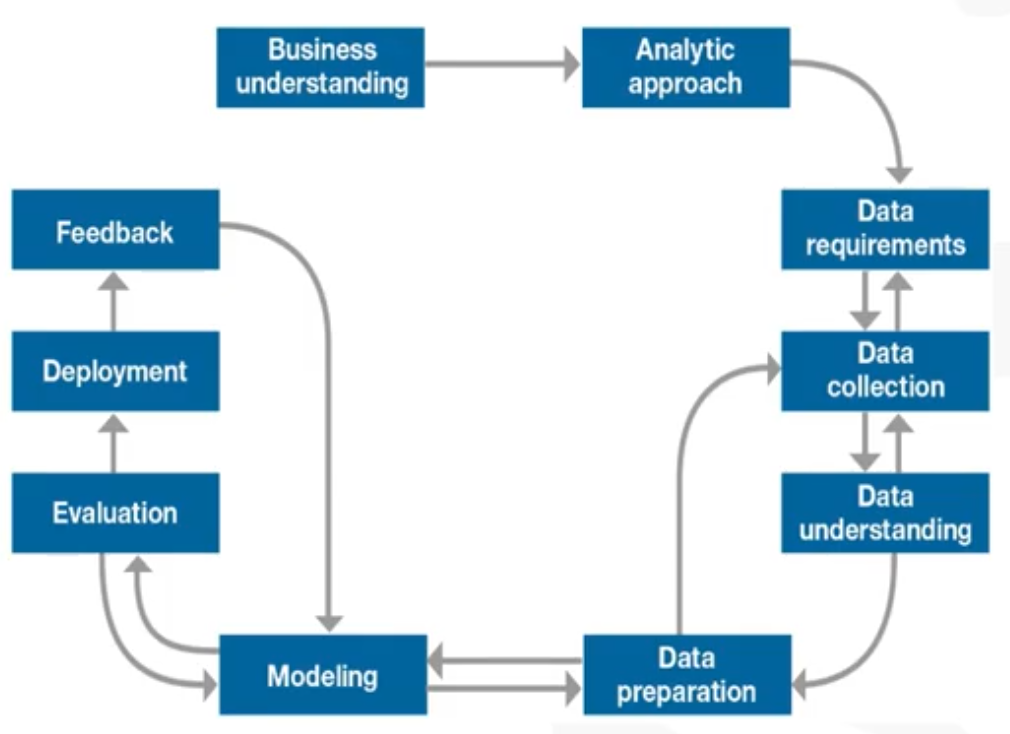 Business
understanding
Analytic
approach
Data
requirements
Data
collection
Data
understanding
Data
preparation
Modeling
Evaluation
Deployment
Feedback